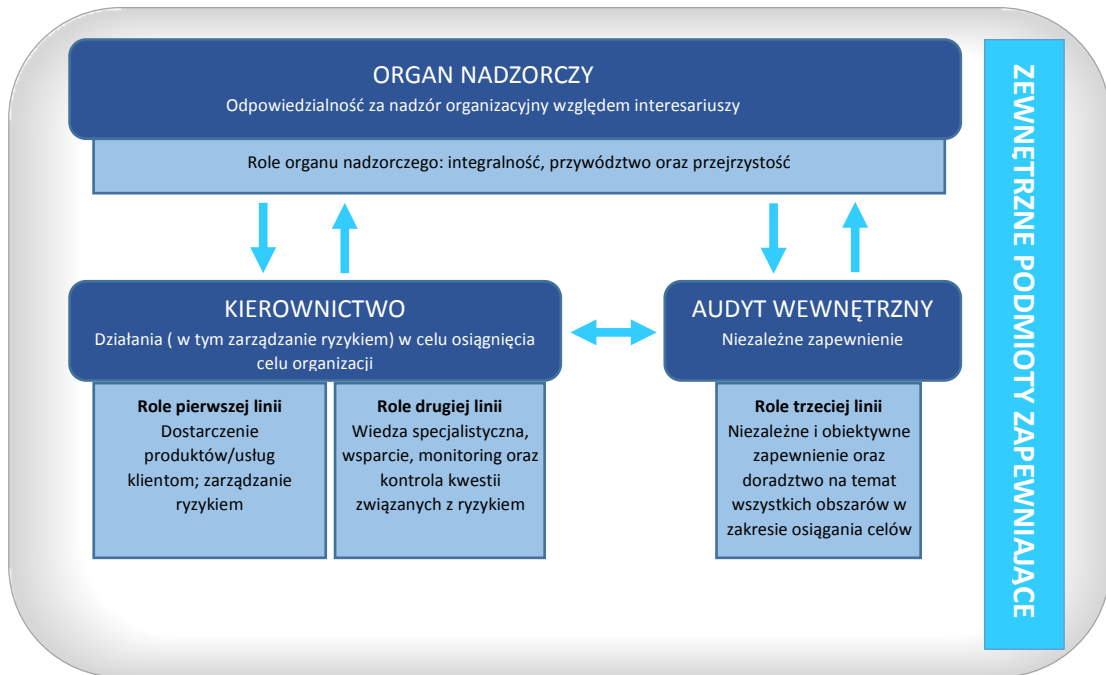 ORGAN NADZORCZY
Odpowiedzialność za nadzór organizacyjny względem interesariuszy
Role organu nadzorczego: integralność, przywództwo oraz przejrzystość
KIEROWNICTWO
Działania ( w tym zarządzanie ryzykiem) w celu osiągnięcia
celu organizacji
Role pierwszej linii
Dostarczenie
produktów/usług
klientom; zarządzanie
ryzykiem
Role drugiej linii
Wiedza specjalistyczna,
wsparcie, monitoring oraz
kontrola kwestii
związanych z ryzykiem
AUDYT WEWNĘTRZNY
Niezależne zapewnienie
Role trzeciej linii
Niezależne i obiektywne
zapewnienie oraz
doradztwo na temat
wszystkich obszarów w
zakresie osiągania celów
ZEWNĘTRZNE PODMIOTY ZAPEWNIAJĄCE